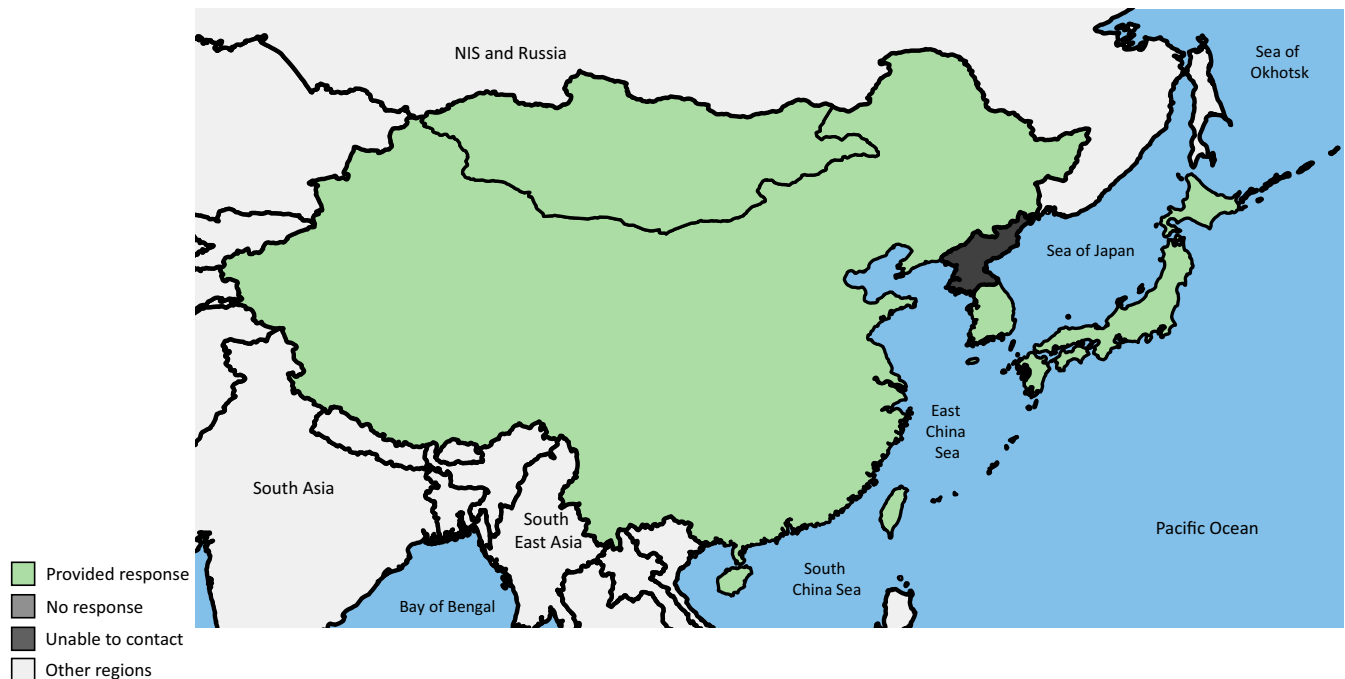 NIS and Russia
Sea of
Okhotsk
Sea of Japan
East
China
Sea
South Asia
South
East Asia
Pacific Ocean
South
China Sea
Bay of Bengal
Provided response
No response
Unable to contact
Other regions